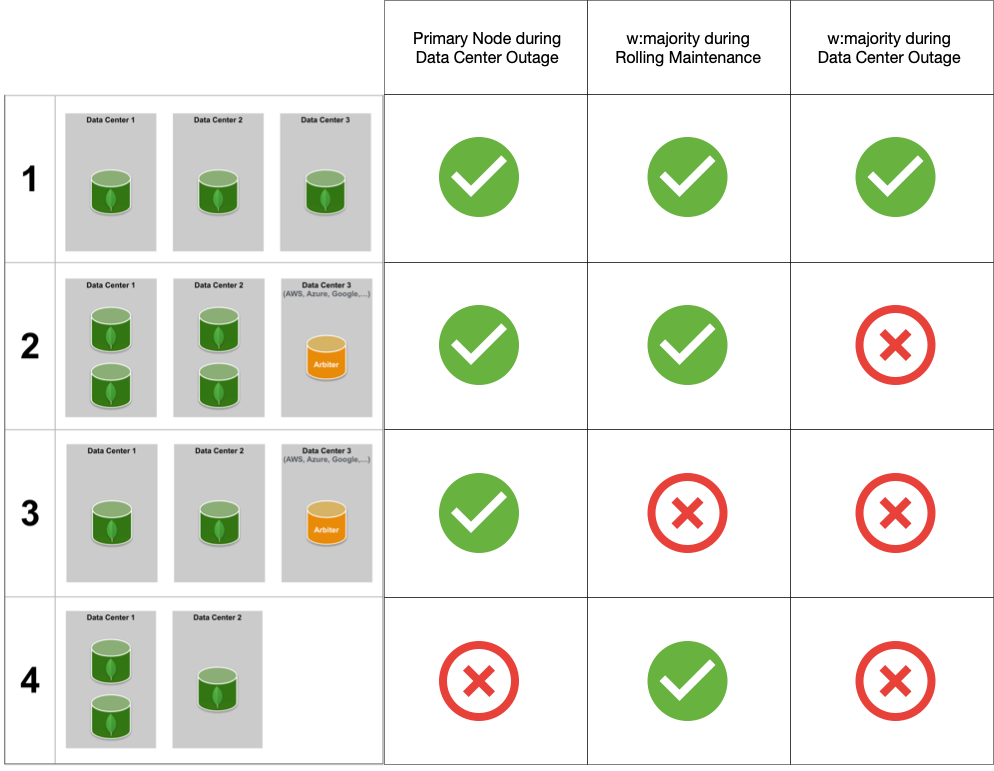 Primary Node during
Data Center Outage
w:majority during
Rolling Maintenance
w:majority during
Data Center Outage
1
Data Center 1
Data Center 2
Data Center 3
2
Data Center 1
Data Center 2
Data Center 3
(AWS, Azure, Google,...)
Arbiter
3
Data Center 1
Data Center 2
Data Center 3
(AWS, Azure, Google,...)
Arbiter
4
Data Center 1
Data Center 2